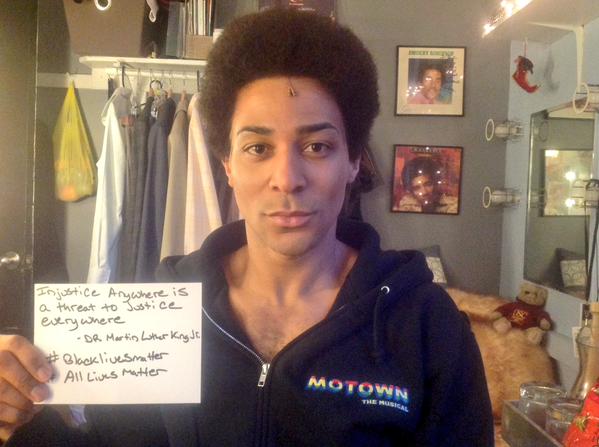 Injustice Anywhere is
a threat to justice
everywhere
- DR. Martin Luther King Jr.
#Blacklivesmatter
# All Lives Matter
MOTOWN
THE MUSICAL
SMOKEY ROBINSON